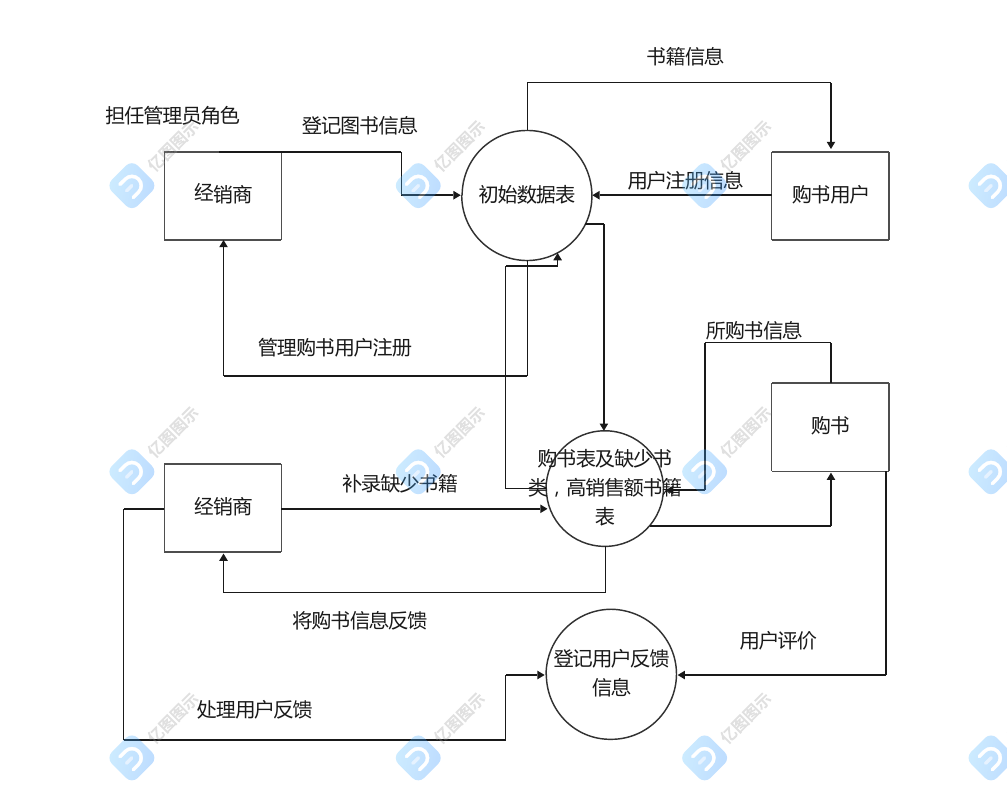 书籍信息
担任管理员角色
登记图书信息
经销商
初始数据表
用户注册信息
购书用户
管理购书用户注册
所购书信息
购书
购书表及缺少书
类，高销售额书籍
表
经销商
补录缺少书籍
将购书信息反馈
用户评价
登记用户反馈
信息
处理用户反馈
亿图图示
亿图图示
亿图图示
亿图图示
亿图图示
亿图图示
亿图图示
亿图图示
亿图图示